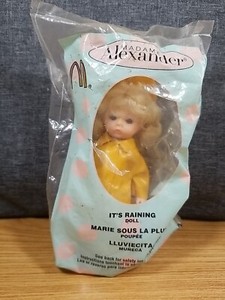 MADAME
Alexander
IT'S RAINING
DOLL
MARIE SOUS LA PLUIE
POUPÉE
LLUVIECITA
MUÑECA